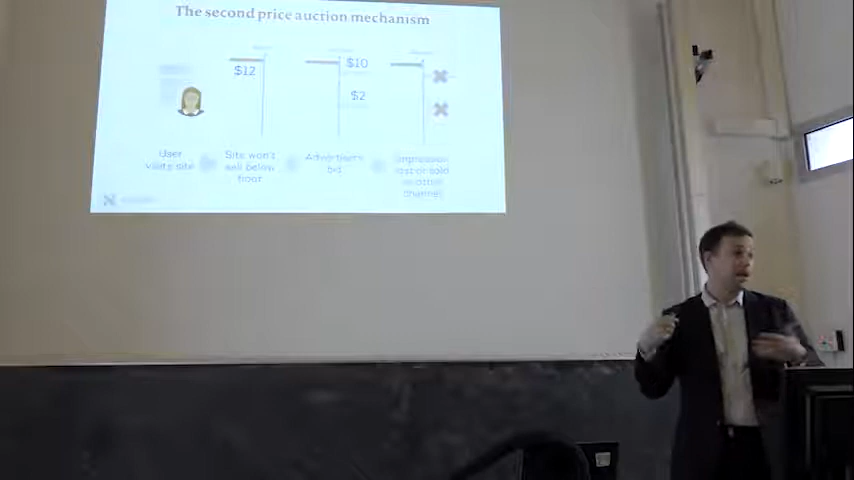 The second price auction mechanism
$12
$10
$2
User
visits site
Site won't
sell below
floor
Advertisers
bid
Impression
lost or sold
in other
channel